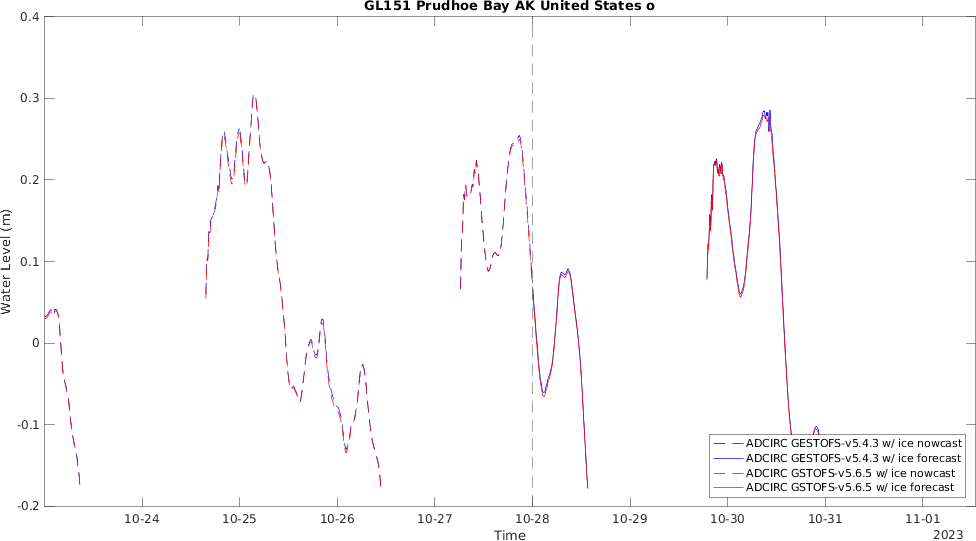 GL151 Prudhoe Bay AK United States o
0.4
0.3
0.2
0.1
0
-0.1
-0.2
Water Level (m)
10-24
10-25
10-26
10-27
10-28
10-29
10-30
10-31
11-01
Time
2023
ADCIRC GESTOFS-v5.4.3 w/ ice nowcast
ADCIRC GESTOFS-v5.4.3 w/ ice forecast
ADCIRC GSTOFS-v5.6.5 w/ ice nowcast
ADCIRC GSTOFS-v5.6.5 w/ ice forecast